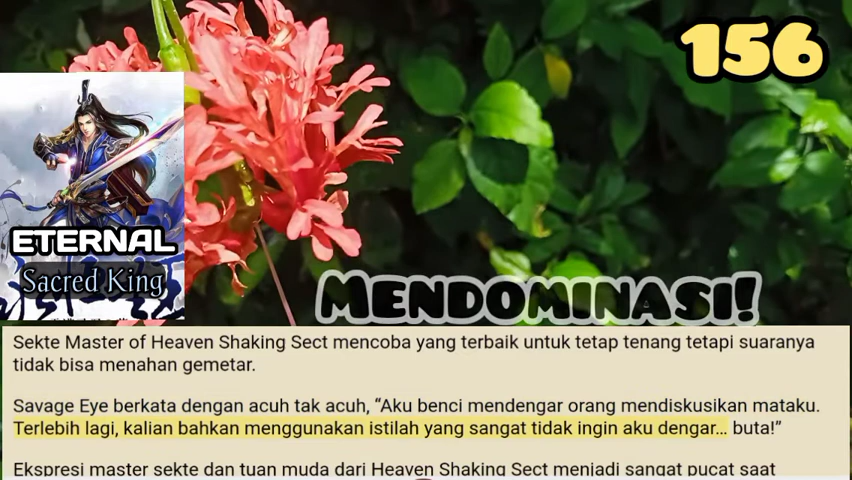 156
ETERNAL
Sacred King
MENDOMINASI!
Sekte Master of Heaven Shaking Sect mencoba yang terbaik untuk tetap tenang tetapi suaranya
tidak bisa menahan gemetar.
Savage Eye berkata dengan acuh tak acuh, “Aku benci mendengar orang mendiskusikan mataku.
Terlebih lagi, kalian bahkan menggunakan istilah yang sangat tidak ingin aku dengar... buta!”
Ekspresi master sekte dan tuan muda dari Heaven Shaking Sect menjadi sangat pucat saat